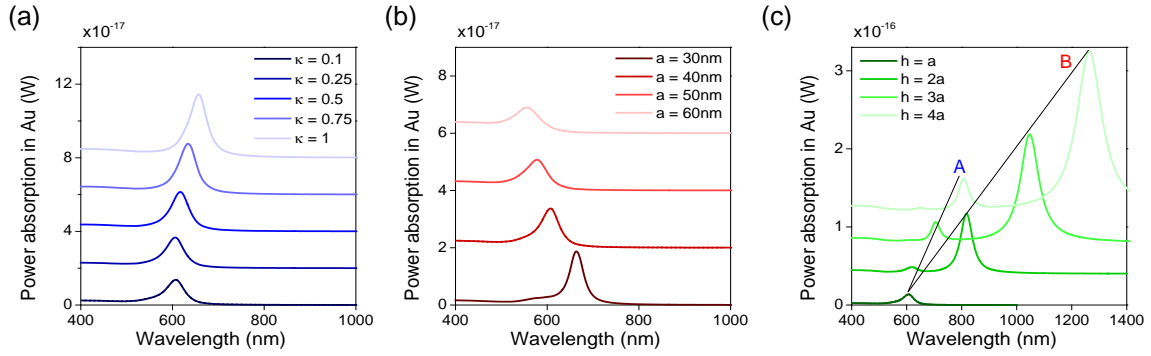 (a)
x10⁻¹⁷
Power absorption in Au (W)
12
8
4
0
400
600
800
1000
Wavelength (nm)
κ = 0.1
κ = 0.25
κ = 0.5
κ = 0.75
κ = 1
(b)
x10⁻¹⁷
Power absorption in Au (W)
8
6
4
2
0
400
600
800
1000
Wavelength (nm)
a = 30nm
a = 40nm
a = 50nm
a = 60nm
(c)
x10⁻¹⁶
Power absorption in Au (W)
3
2
1
0
400
600
800
1000
1200
1400
Wavelength (nm)
h = a
h = 2a
h = 3a
h = 4a
A
B